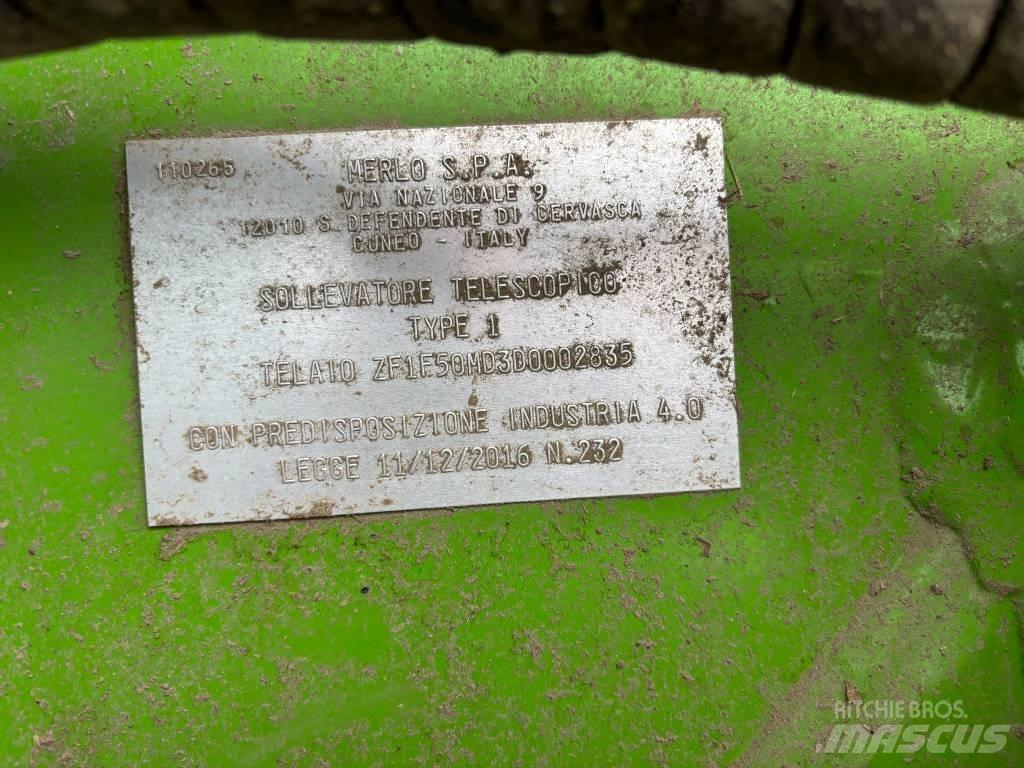 110265
MERLO S.P.A.
VIA NAZIONALE 9
12010 S.DEFENDENTE DI CERVASCA
CUNEO - ITALY
SOLLEVATORE TELESCOPICO
TYPE 1
TELAIO ZF1F50MD3D0002835
CON PREDISPOSIZIONE INDUSTRIA 4.0
LEGGE 11/12/2016 N.232
RITCHIE BROS.
MASCUS